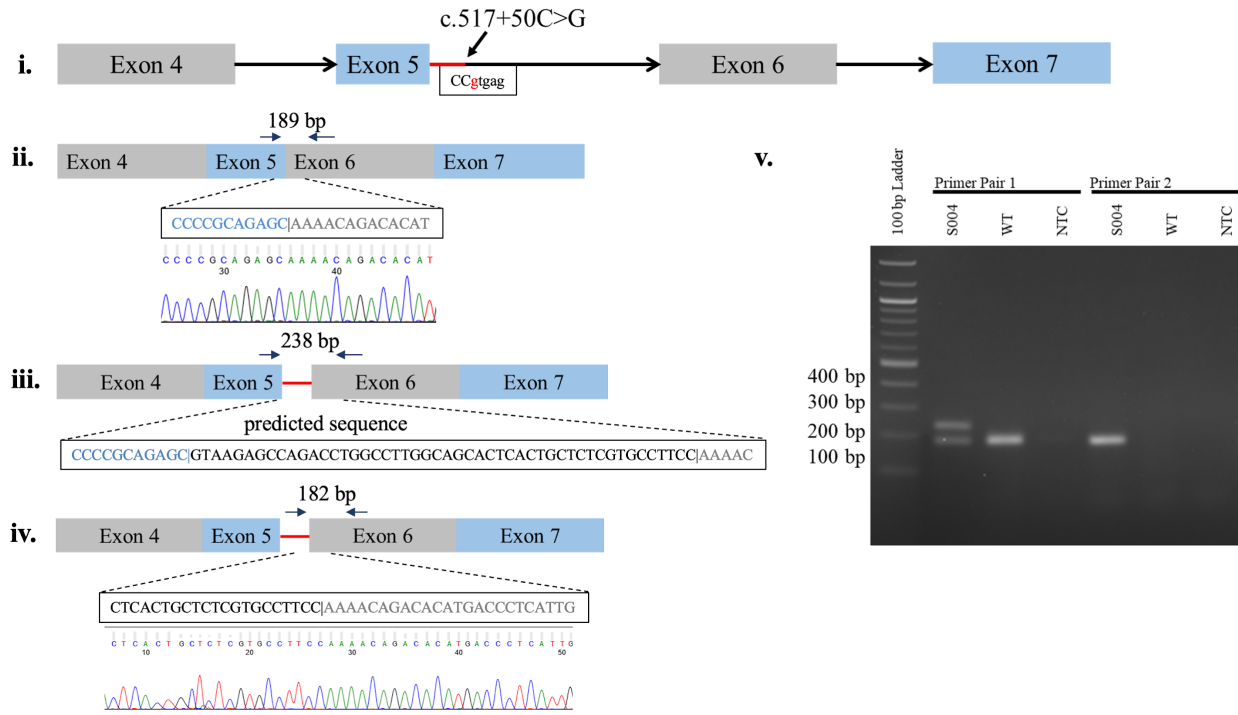 c.517+50C>G
i.
Exon 4
Exon 5
Exon 6
Exon 7
CCgtgag
189 bp
ii.
Exon 4
Exon 5
Exon 6
Exon 7
CCCCGCAGAGC|AAAACAGACACAT
C C C C G C A G A G C A A A A C A G A C A C A T
30 40
238 bp
iii.
Exon 4
Exon 5
Exon 6
Exon 7
predicted sequence
CCCCGCAGAGC|GTAAGAGCCAGACCTGGCCTTGGCAGCACTCACTGCTCTCGTGCCTTCC|AAAAC
182 bp
iv.
Exon 4
Exon 5
Exon 6
Exon 7
CTCACTGCTCTCGTGCCTTCC|AAAACAGACACATGACCCTCATTG
C T C A C T G C T C T C G T G C C T T C C A A A A C A G A C A C A T G A C C C T C A T T G
10 20 30 40 50
v.
100 bp Ladder
Primer Pair 1
S004
WT
NTC
Primer Pair 2
S004
WT
NTC
400 bp
300 bp
200 bp
100 bp